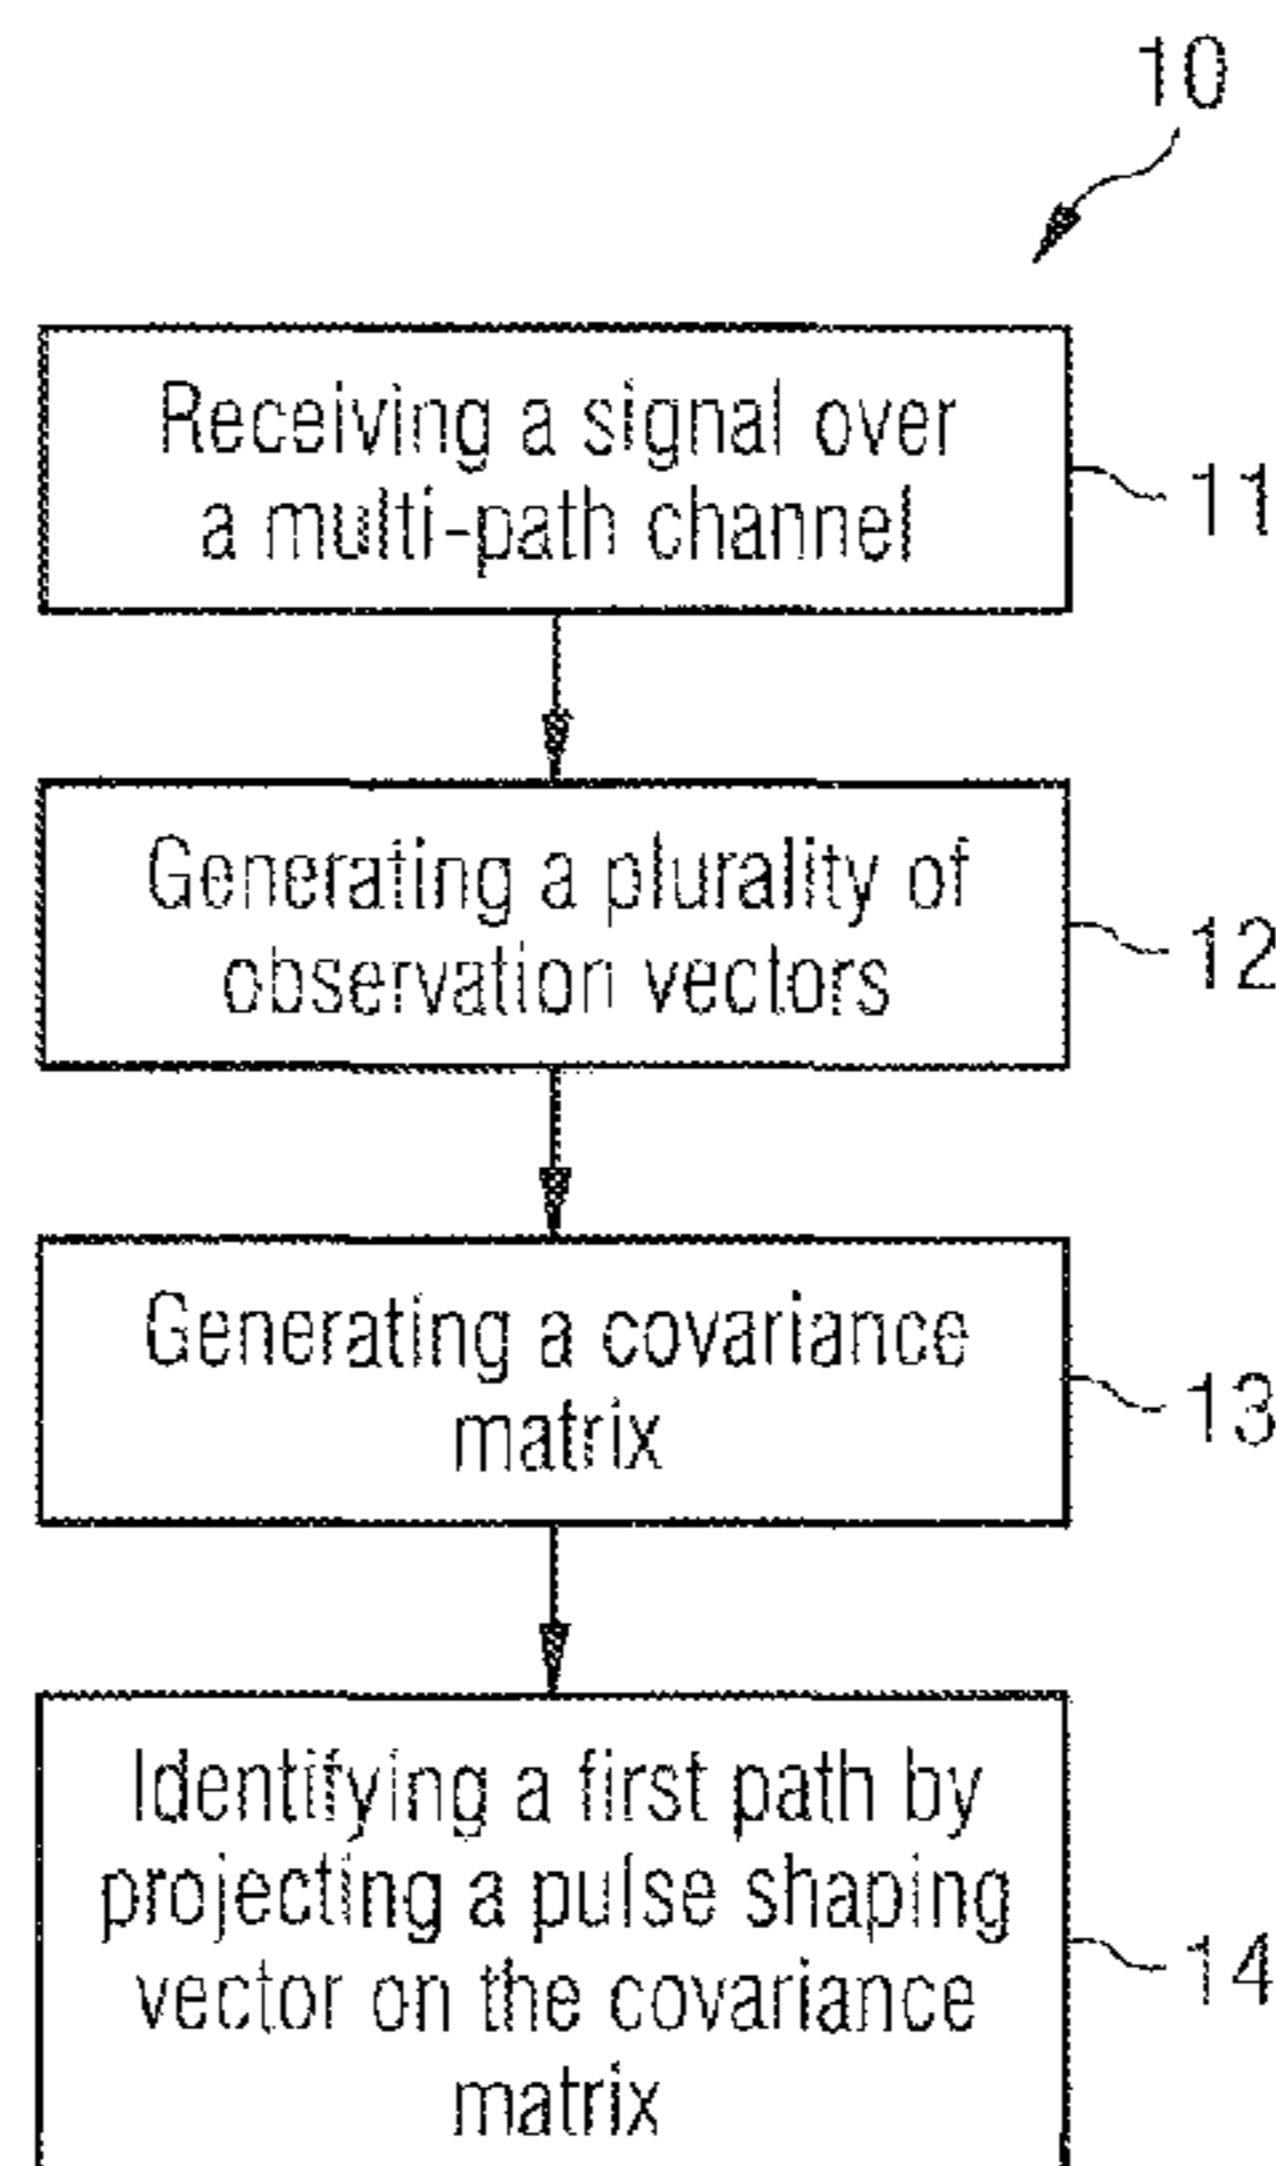 10
Receiving a signal over
a multi-path channel
11
Generating a plurality of
observation vectors
12
Generating a covariance
matrix
13
Identifying a first path by
projecting a pulse shaping
vector on the covariance
matrix
14